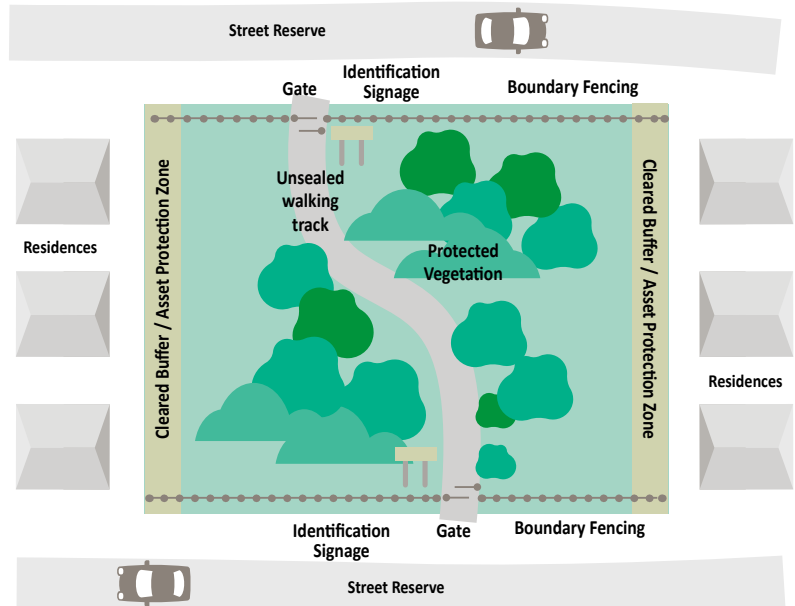 Street Reserve
Identification
Signage
Gate
Boundary Fencing
Unsealed
walking
track
Cleared Buffer / Asset Protection Zone
Cleared Buffer / Asset Protection Zone
Residences
Protected
Vegetation
Residences
Identification
Signage
Gate
Boundary Fencing
Street Reserve